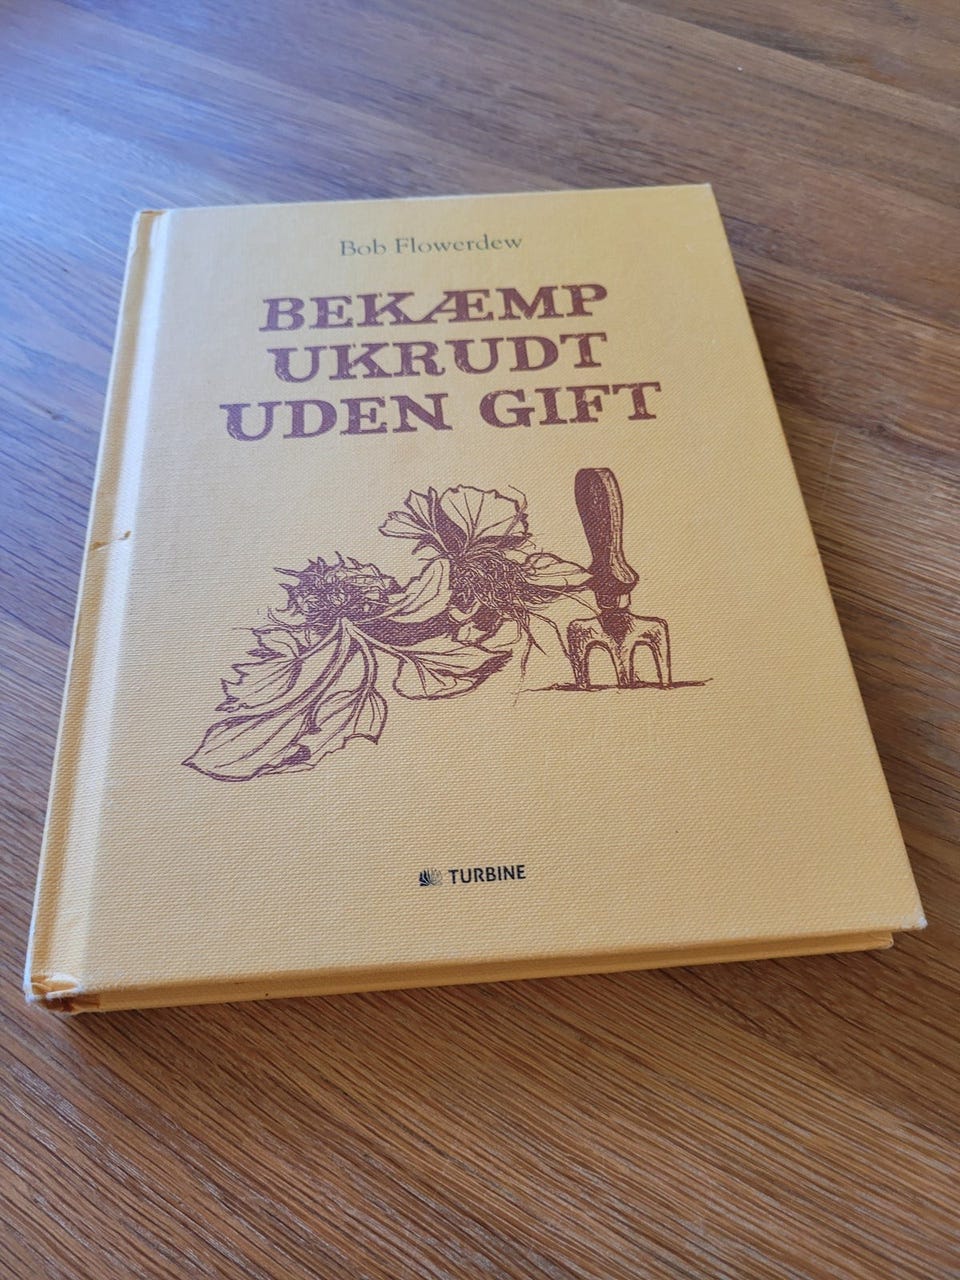 Bob Flowerdew
BEKÆMP
UKRUDT
UDEN GIFT
TURBINE